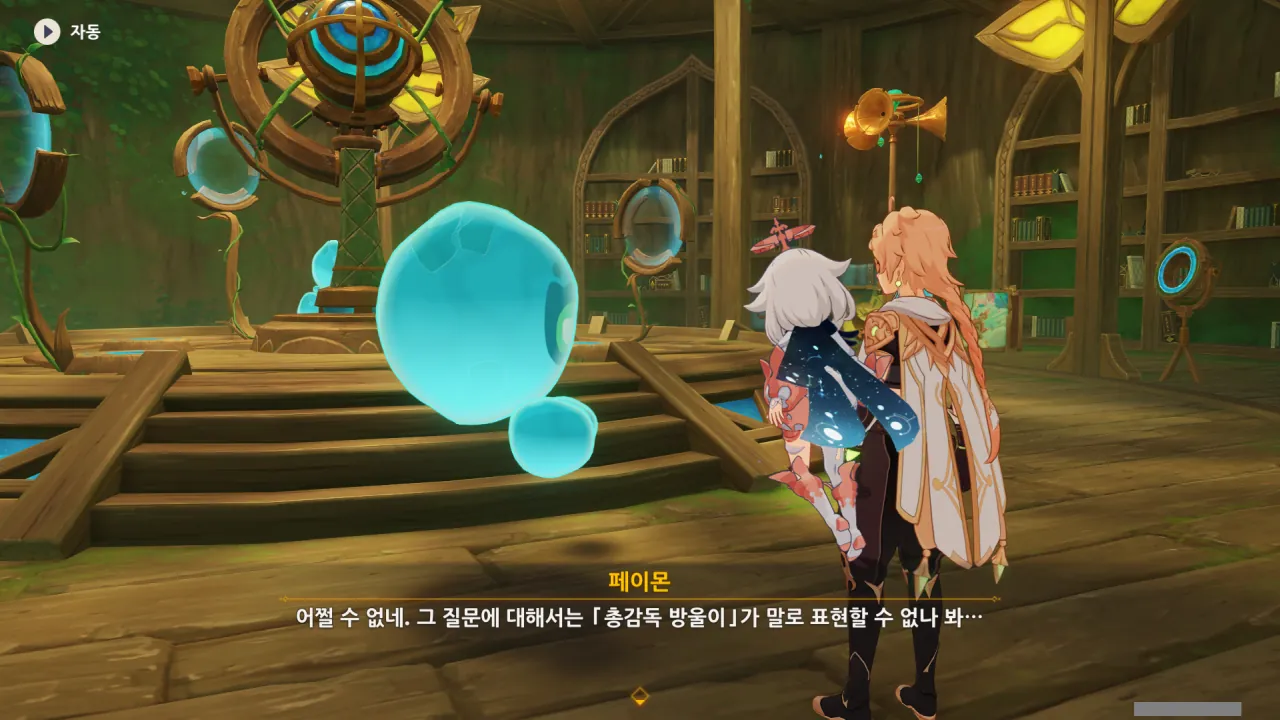 자동
페이몬
어쩔 수 없네. 그 질문에 대해서는 「총감독 방울이」가 말로 표현할 수 없나 봐…